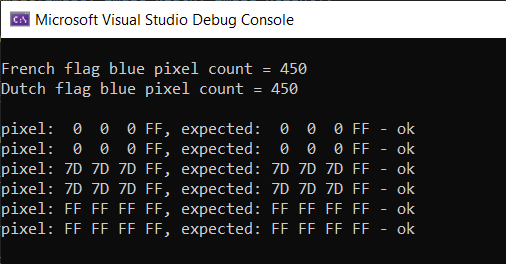 Microsoft Visual Studio Debug Console
French flag blue pixel count = 450
Dutch flag blue pixel count = 450
pixel:  0  0  0 FF, expected:  0  0  0 FF - ok
pixel:  0  0  0 FF, expected:  0  0  0 FF - ok
pixel: 7D 7D 7D FF, expected: 7D 7D 7D FF - ok
pixel: 7D 7D 7D FF, expected: 7D 7D 7D FF - ok
pixel: FF FF FF FF, expected: FF FF FF FF - ok
pixel: FF FF FF FF, expected: FF FF FF FF - ok